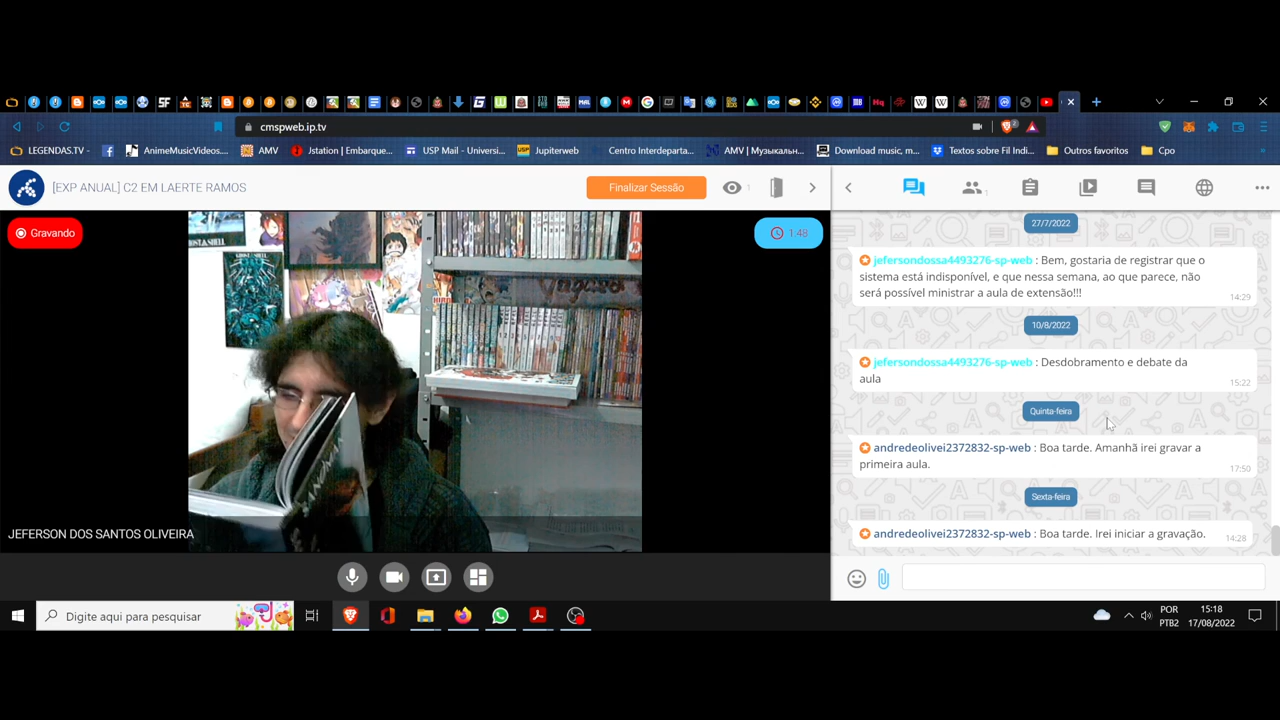 cmspweb.ip.tv
2
LEGENDAS.TV -
AnimeMusicVideos...
AMV
Jstation | Embarque...
USP Mail - Universi...
Jupiterweb
Centro Interdeparta...
AMV | Музыкальн...
Download music, m...
Textos sobre Fil Indi...
Outros favoritos
Cpo
[EXP ANUAL] C2 EM LAERTE RAMOS
Finalizar Sessão
1
1
Gravando
1:48
JEFERSON DOS SANTOS OLIVEIRA
27/7/2022
jefersondossa4493276-sp-web : Bem, gostaria de registrar que o
sistema está indisponível, e que nessa semana, ao que parece, não
será possível ministrar a aula de extensão!!!
14:29
10/8/2022
jefersondossa4493276-sp-web : Desdobramento e debate da
aula
15:22
Quinta-feira
andredeolivei2372832-sp-web : Boa tarde. Amanhã irei gravar a
primeira aula.
17:50
Sexta-feira
andredeolivei2372832-sp-web : Boa tarde. Irei iniciar a gravação.
14:28
Digite aqui para pesquisar
POR
PTB2
15:18
17/08/2022